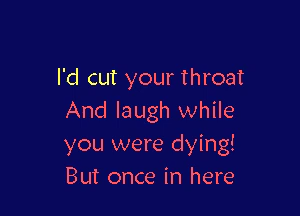 I'd cut your throat
And laugh while
you were dying!
But once in here